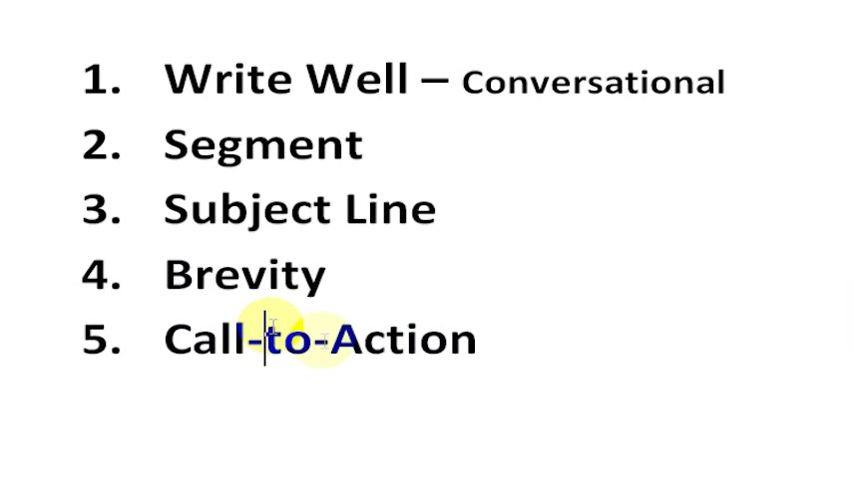 1. Write Well – Conversational
2. Segment
3. Subject Line
4. Brevity
5. Call-to-Action